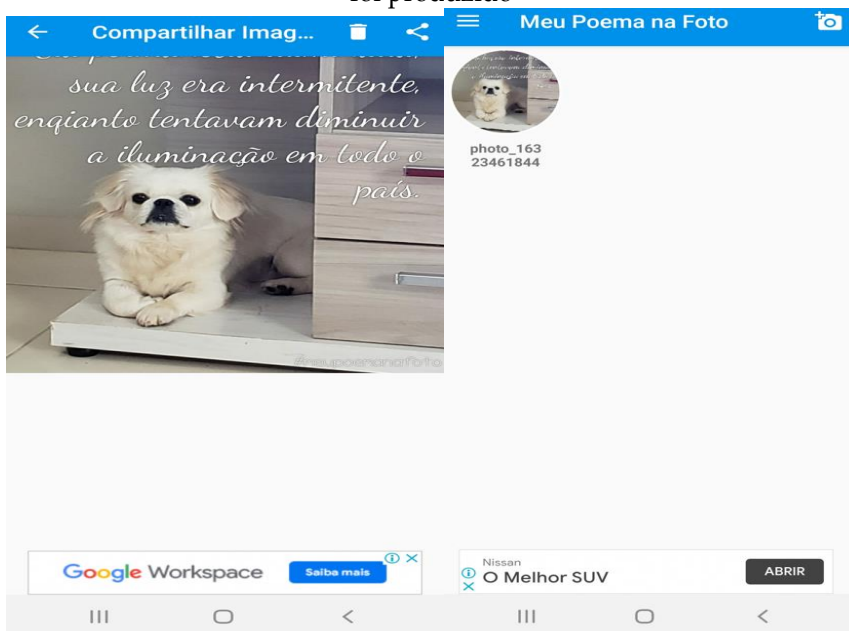 foi produzido
Compartilhar Imag...
sua luz era intermitente,
enqianto tentavam diminuir
a iluminação em todo o
país.
#meupoemanafoto
Google Workspace
Saiba mais
Meu Poema na Foto
photo_163
23461844
Nissan
O Melhor SUV
ABRIR